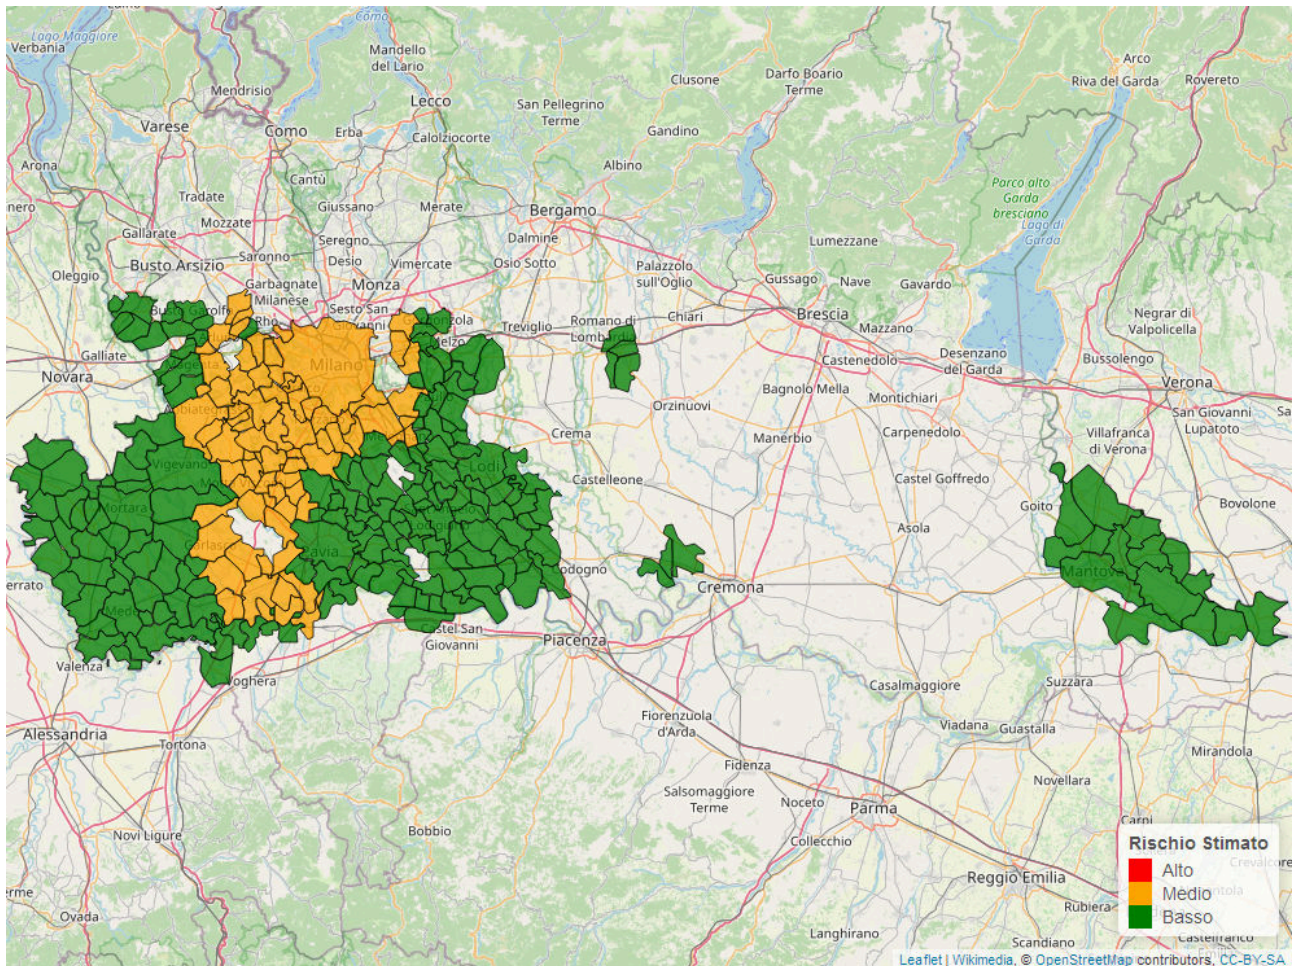 Como
Lago Maggiore
Verbania
Mandello
del Lario
Arco
Riva del Garda
Rovereto
Clusone
Darfo Boario
Terme
Mendrisio
Lecco
San Pellegrino
Terme
Varese
Como
Erba
Calolziocorte
Gandino
Arona
Albino
Cantù
Parco alto
Garda
bresciano
Lago di
Garda
Tradate
Giussano
Merate
Bergamo
Mozzate
Gallarate
Seregno
Dalmine
Lumezzane
Saronno
Desio
Vimercate
Osio Sotto
Palazzolo
sull'Oglio
Oleggio
Busto Arsizio
Garbagnate
Milanese
Monza
Gussago
Nave
Gavardo
Busto Garolfo
Rho
Sesto San
Giovanni
Treviglio
Romano di
Chiari
Brescia
Mazzano
Negrar di
Valpolicella
Melzo
Galliate
Castenedolo
Desenzano
del Garda
Bussolengo
Novara
Magenta
Milano
Bagnolo Mella
Montichiari
Verona
Orzinuovi
San Giovanni
Lupatoto
Crema
Manerbio
Carpenedolo
Villafranca
di Verona
Vigevano
Lodi
Castelleone
Castel Goffredo
Goito
Bovolone
Mortara
Asola
Pavia
Mantova
Cremona
Piacenza
Castel San
Giovanni
Valenza
Voghera
Casalmaggiore
Suzzara
Fiorenzuola
d'Arda
Viadana
Guastalla
Alessandria
Tortona
Mirandola
Fidenza
Novellara
Salsomaggiore
Terme
Noceto
Parma
Carpi
Novi Ligure
Bobbio
Collecchio
Rischio Stimato
Alto
Medio
Basso
Reggio Emilia
Rubiera
Ovada
Langhirano
Scandiano
Castelfranco
Leaflet | Wikimedia, © OpenStreetMap contributors, CC-BY-SA